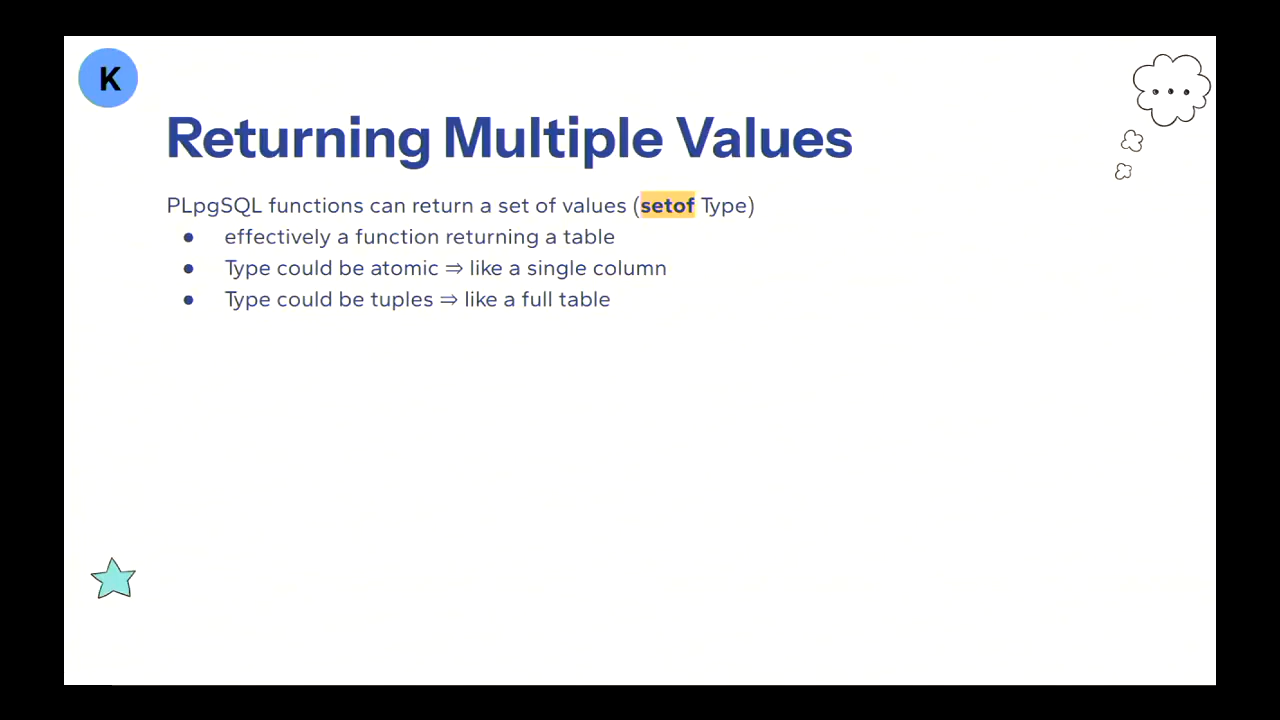 K
Returning Multiple Values
PLpgSQL functions can return a set of values (setof Type)
● effectively a function returning a table
● Type could be atomic ⇒ like a single column
● Type could be tuples ⇒ like a full table